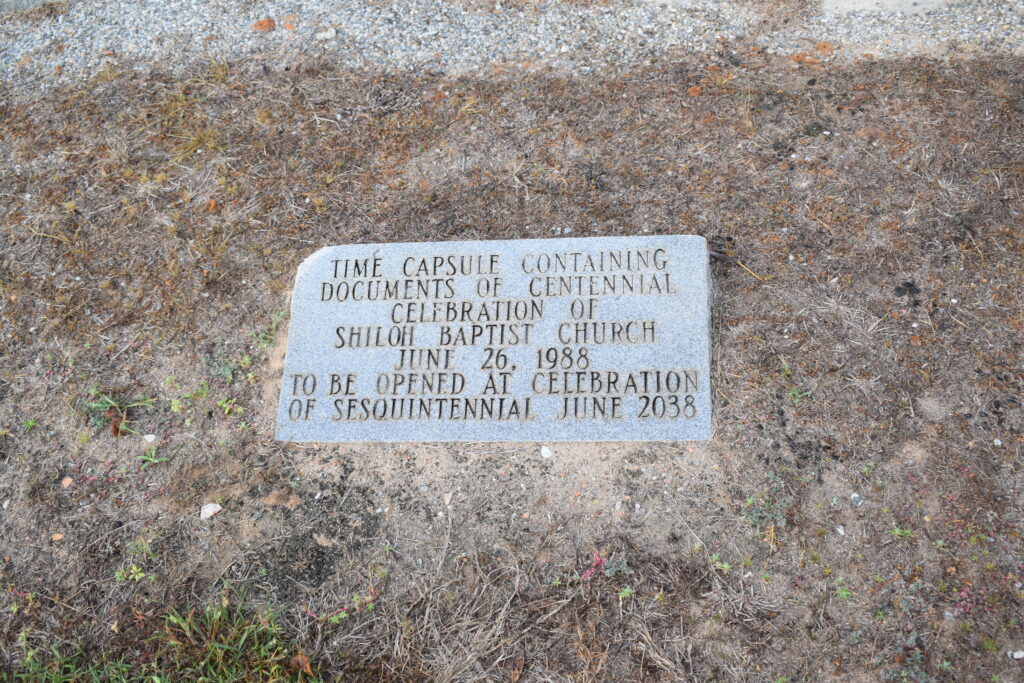 TIME CAPSULE CONTAINING
DOCUMENTS OF CENTENNIAL
CELEBRATION OF
SHILOH BAPTIST CHURCH
JUNE 26, 1988
TO BE OPENED AT CELEBRATION
OF SESQUINTENNIAL JUNE 2038